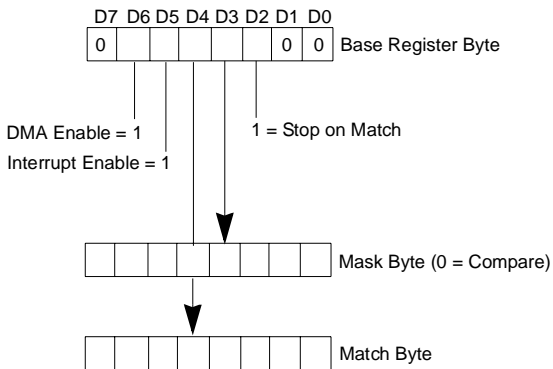 D7 D6 D5 D4 D3 D2 D1 D0
0 0 0 Base Register Byte
DMA Enable = 1
1 = Stop on Match
Interrupt Enable = 1
Mask Byte (0 = Compare)
Match Byte